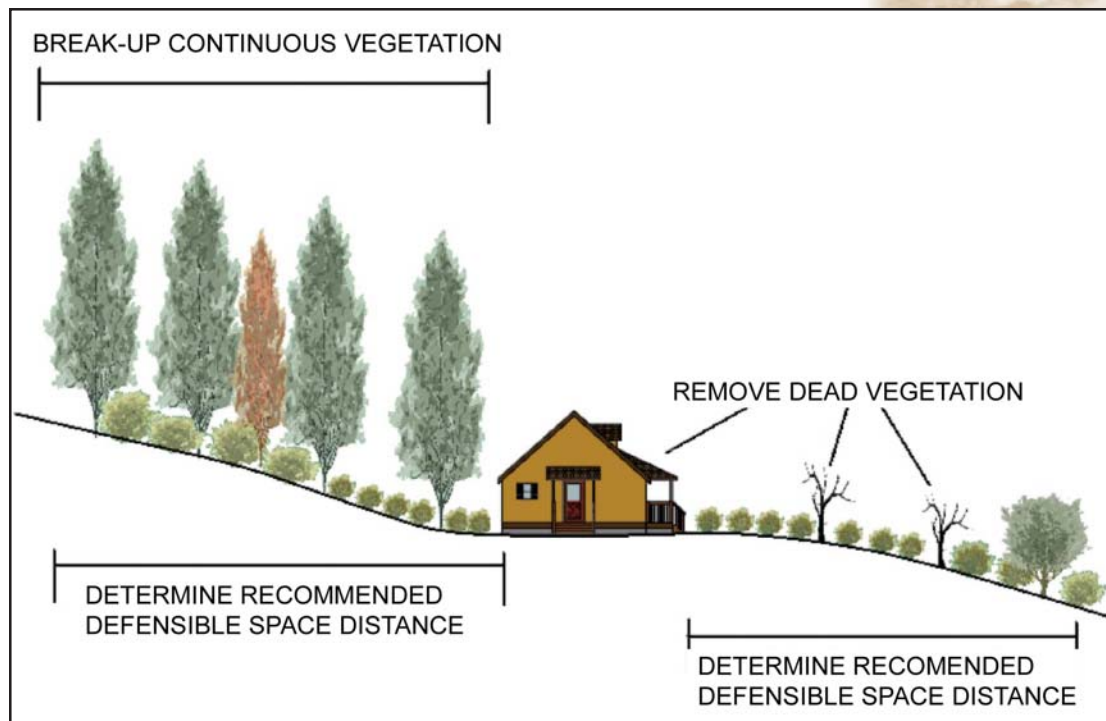 BREAK-UP CONTINUOUS VEGETATION
REMOVE DEAD VEGETATION
DETERMINE RECOMMENDED
DEFENSIBLE SPACE DISTANCE
DETERMINE RECOMENDED
DEFENSIBLE SPACE DISTANCE